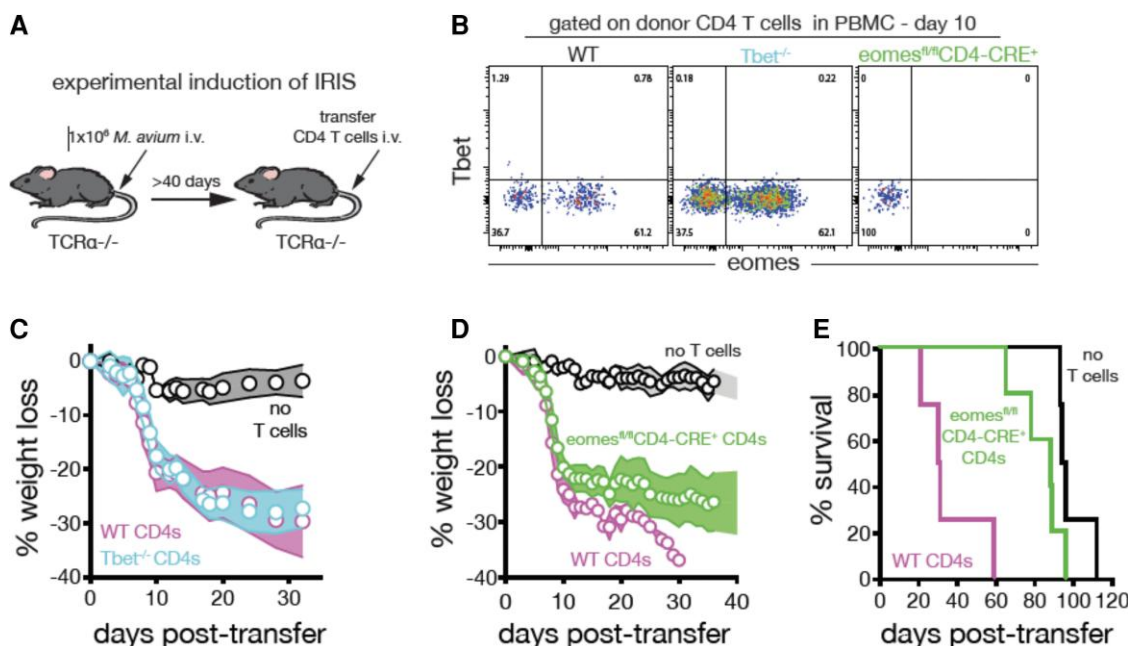 A
experimental induction of IRIS
1x10⁶ M. avium i.v.
transfer
CD4 T cells i.v.
>40 days
TCRα-/-
TCRα-/-
B
gated on donor CD4 T cells in PBMC - day 10
WT
Tbet-/-
eomesfl/flCD4-CRE+
1.29
0.78
0.18
0.22
0
0
36.7
61.2
37.5
62.1
100
0
Tbet
eomes
C
0
-10
-20
-30
-40
% weight loss
no
T cells
WT CD4s
Tbet-/- CD4s
0
10
20
30
days post-transfer
D
0
-10
-20
-30
-40
% weight loss
no T cells
eomesfl/flCD4-CRE+ CD4s
WT CD4s
0
10
20
30
40
days post-transfer
E
100
80
60
40
20
0
% survival
no
T cells
eomesfl/fl
CD4-CRE+
CD4s
WT CD4s
0
20
40
60
80
100
120
days post-transfer